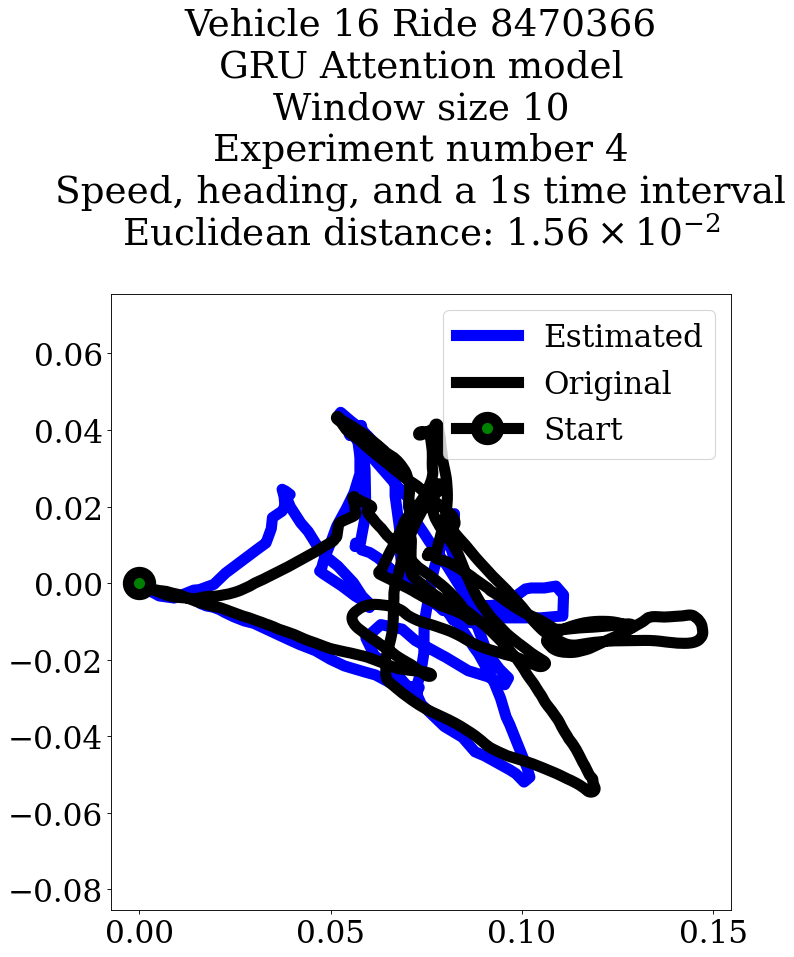 Vehicle 16 Ride 8470366
GRU Attention model
Window size 10
Experiment number 4
Speed, heading, and a 1s time interval
Euclidean distance: 1.56 × 10⁻²
Estimated
Original
Start
0.06
0.04
0.02
0.00
−0.02
−0.04
−0.06
−0.08
0.00 0.05 0.10 0.15